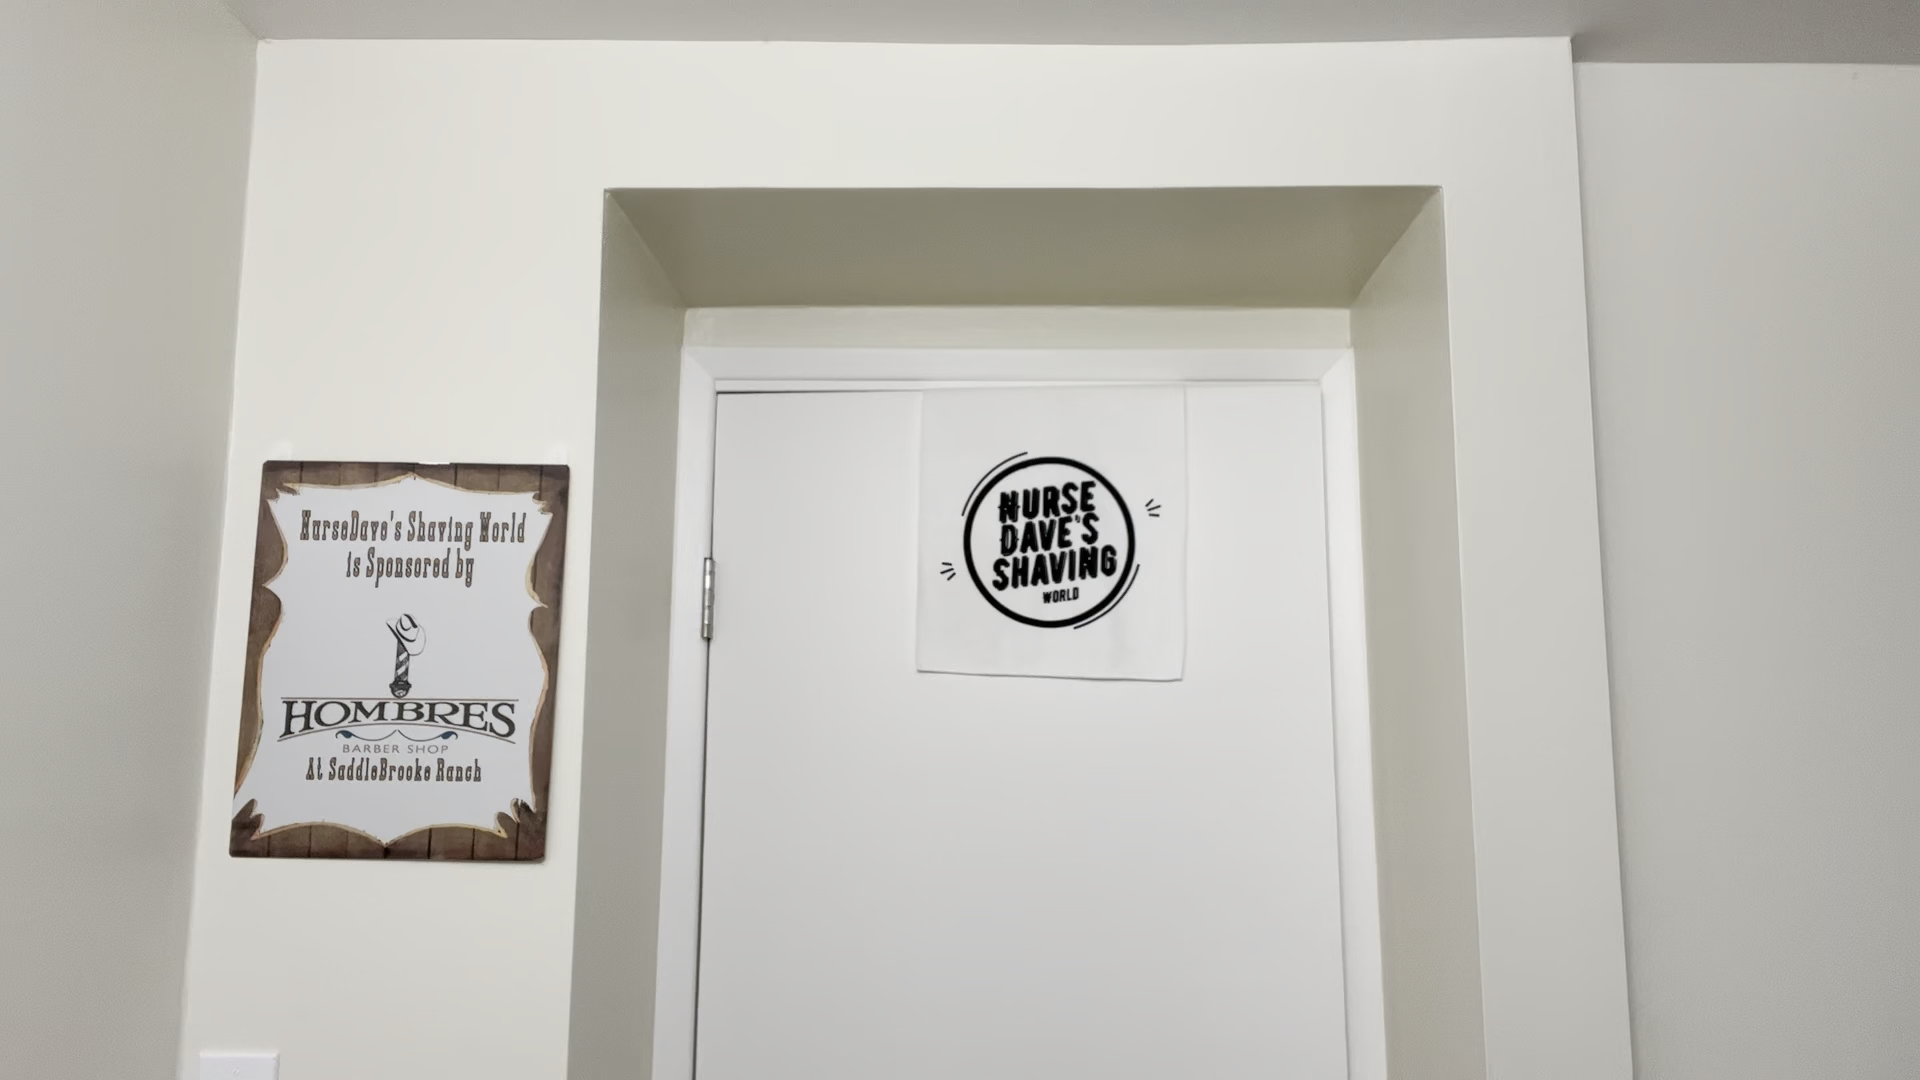 NurseDave's Shaving World
is Sponsored by
HOMBRES
BARBER SHOP
At SaddleBrooke Ranch
NURSE
DAVE'S
SHAVING
WORLD